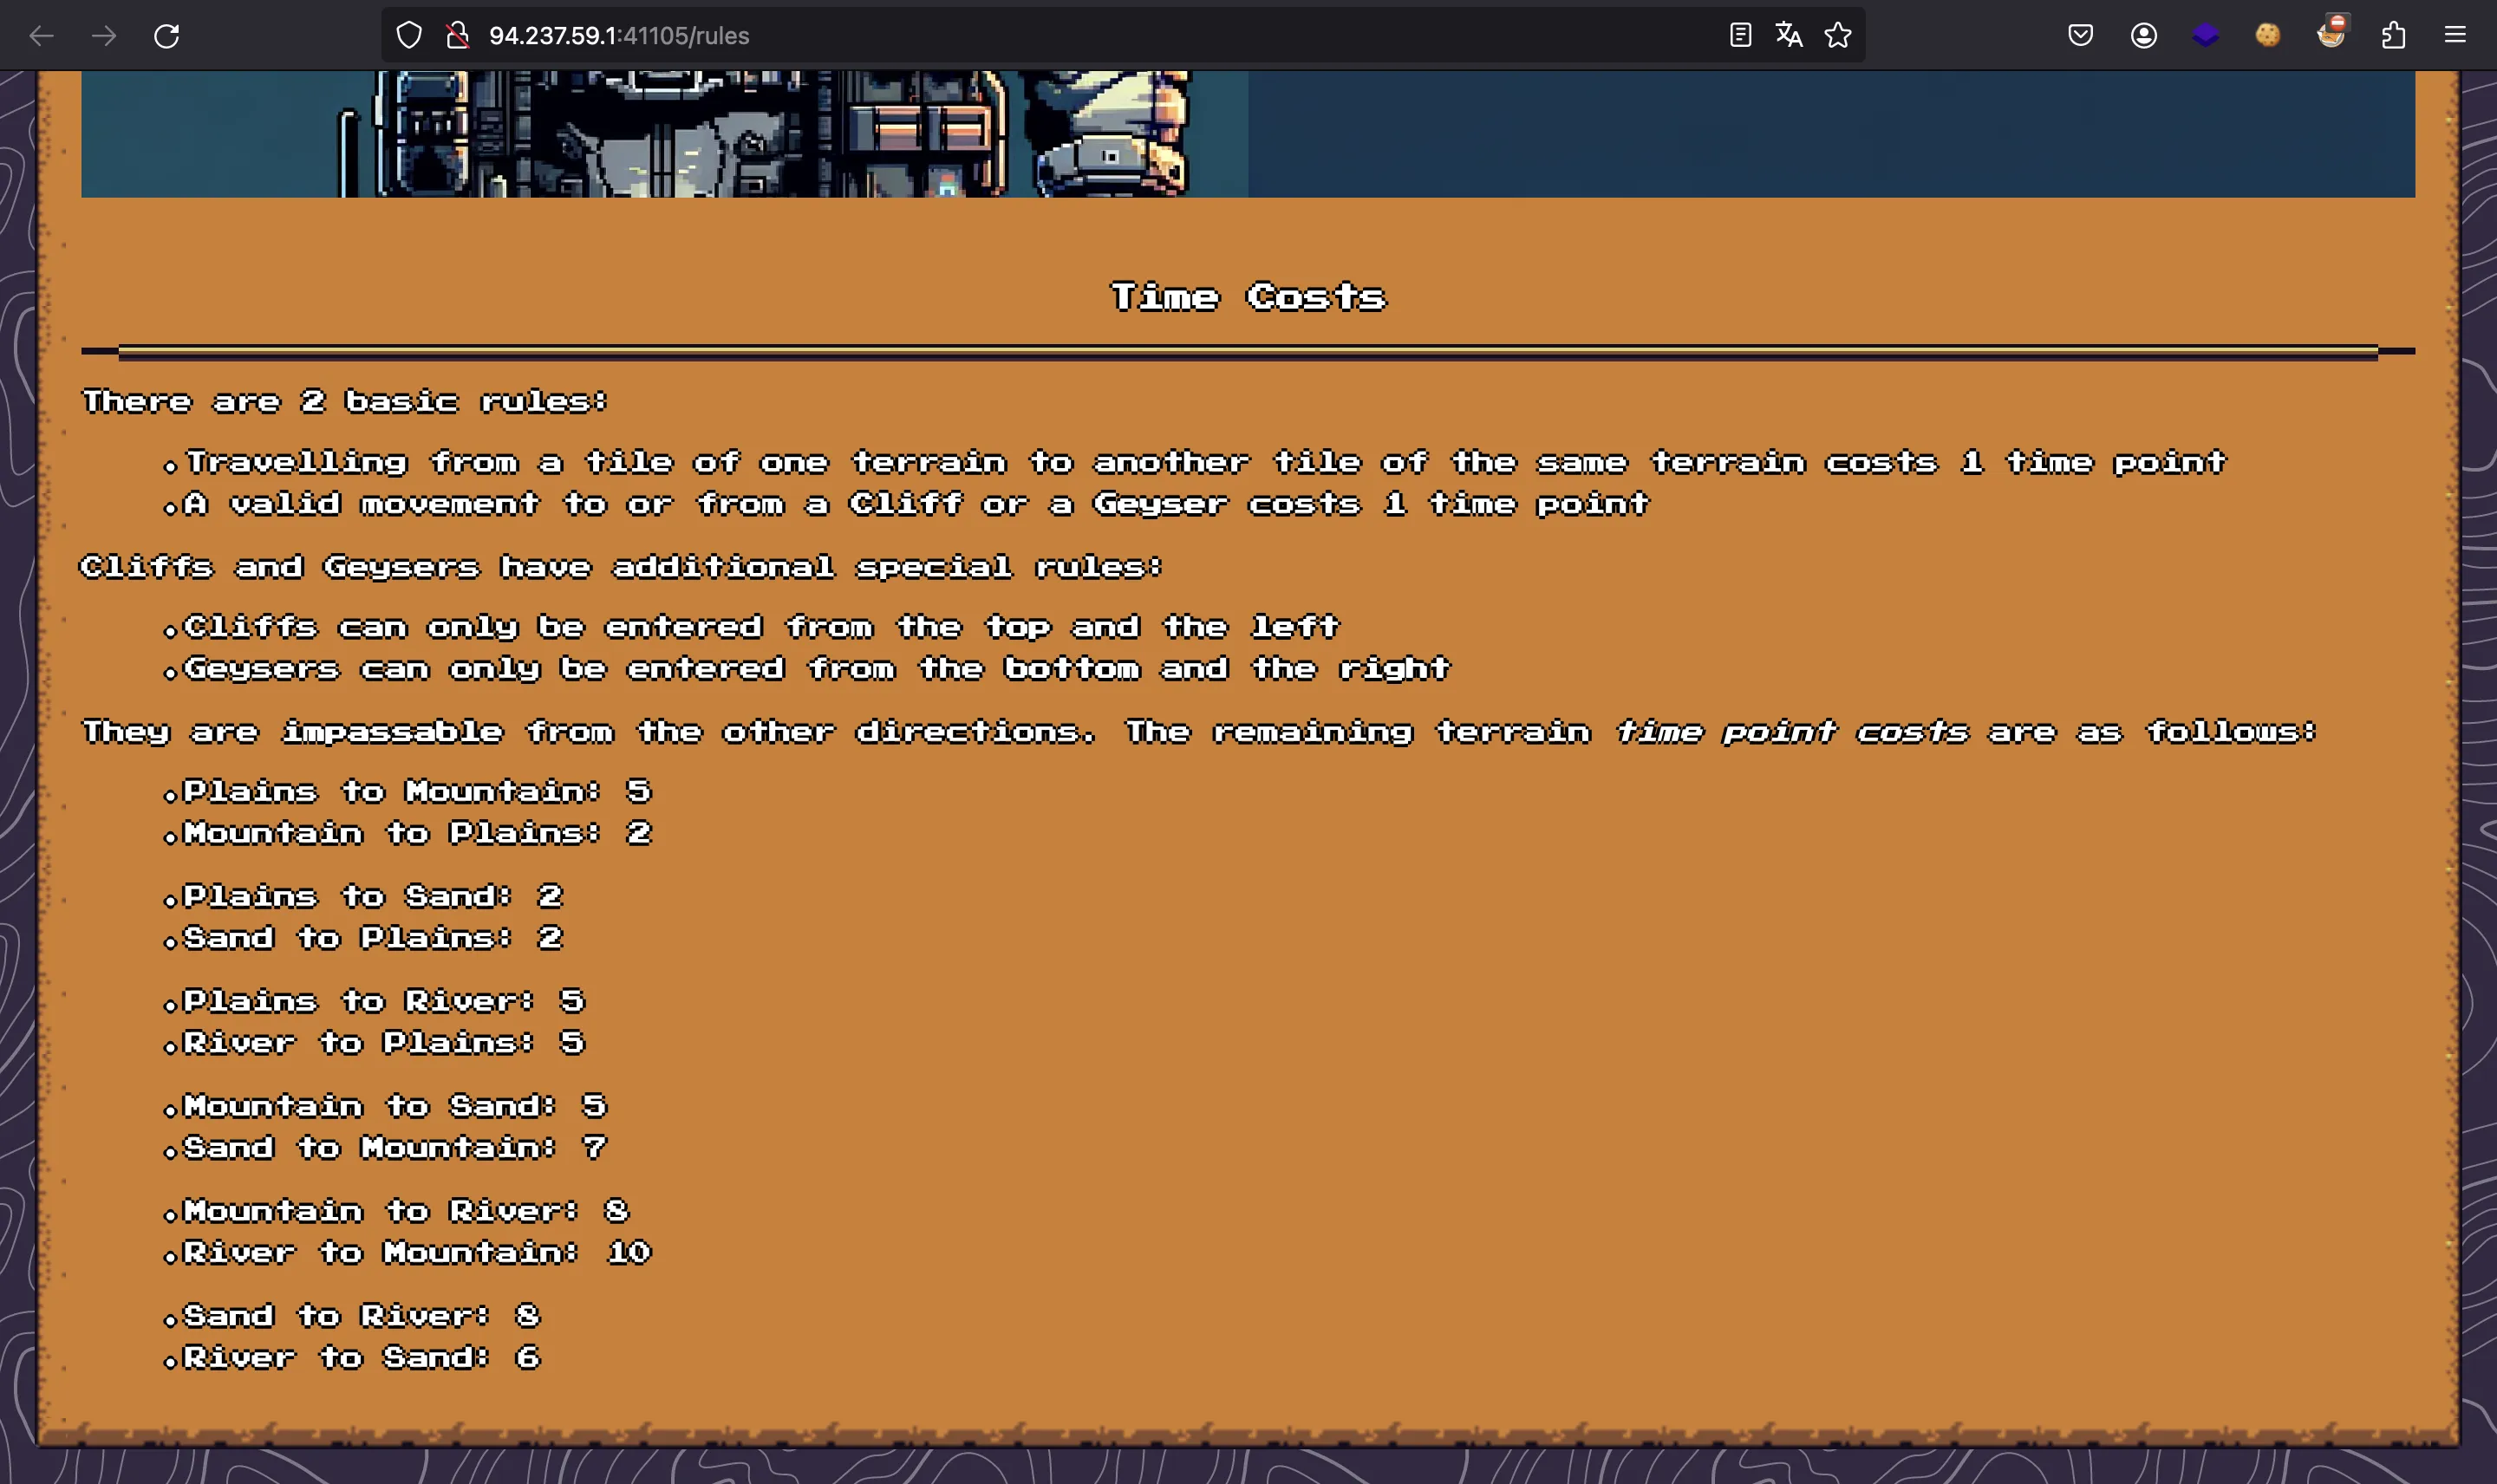 94.237.59.1:41105/rules
Time Costs
There are 2 basic rules:
Travelling from a tile of one terrain to another tile of the same terrain costs 1 time point
A valid movement to or from a Cliff or a Geyser costs 1 time point
Cliffs and Geysers have additional special rules:
Cliffs can only be entered from the top and the left
Geysers can only be entered from the bottom and the right
They are impassable from the other directions. The remaining terrain time point costs are as follows:
Plains to Mountain: 5
Mountain to Plains: 2
Plains to Sand: 2
Sand to Plains: 2
Plains to River: 5
River to Plains: 5
Mountain to Sand: 5
Sand to Mountain: 7
Mountain to River: 8
River to Mountain: 10
Sand to River: 8
River to Sand: 6